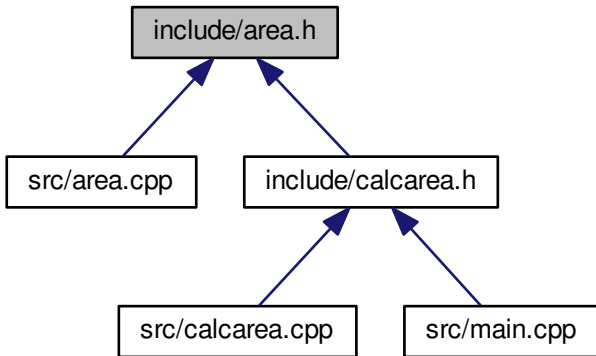 include/area.h
src/area.cpp
include/calcarea.h
src/calcarea.cpp
src/main.cpp